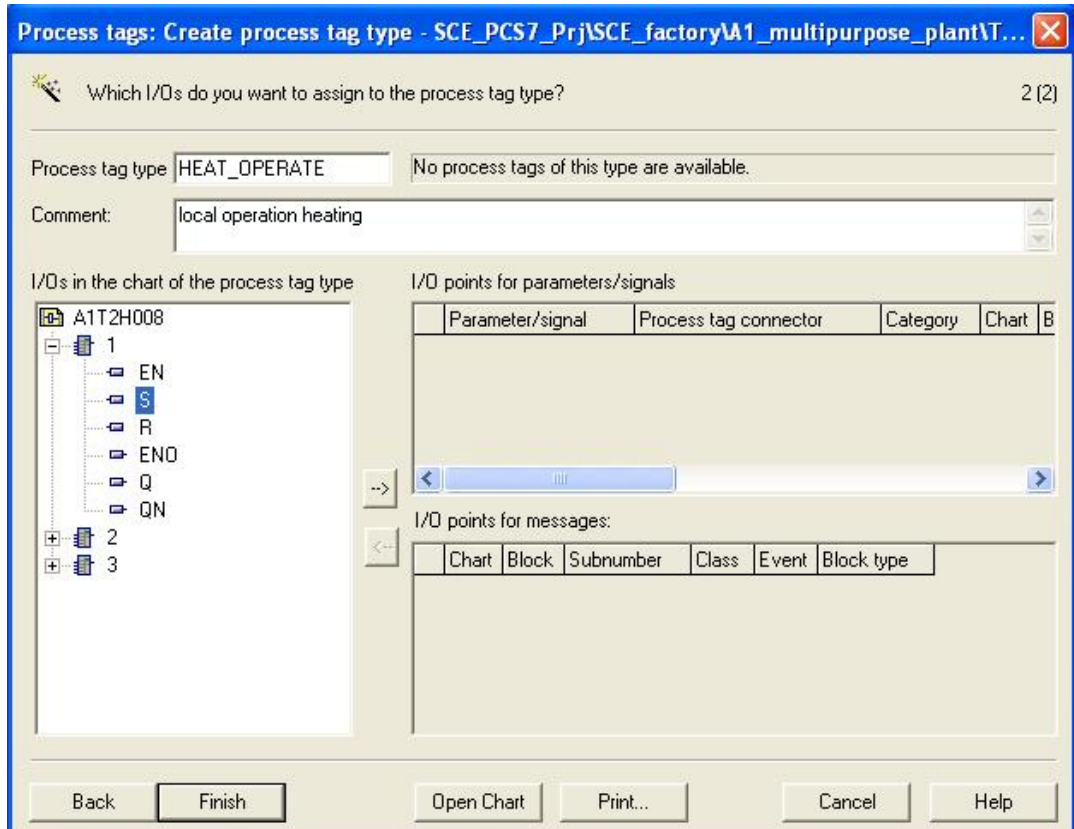 Process tags: Create process tag type - SCE_PCS7_Prj\SCE_factory\A1_multipurpose_plant\T...
Which I/Os do you want to assign to the process tag type?
2 (2)
Process tag type
HEAT_OPERATE
No process tags of this type are available.
Comment:
local operation heating
I/Os in the chart of the process tag type
A1T2H008
1
EN
S
R
ENO
Q
QN
2
3
-->
<--
I/O points for parameters/signals
Parameter/signal Process tag connector Category Chart B
I/O points for messages:
Chart Block Subnumber Class Event Block type
Back
Finish
Open Chart
Print...
Cancel
Help